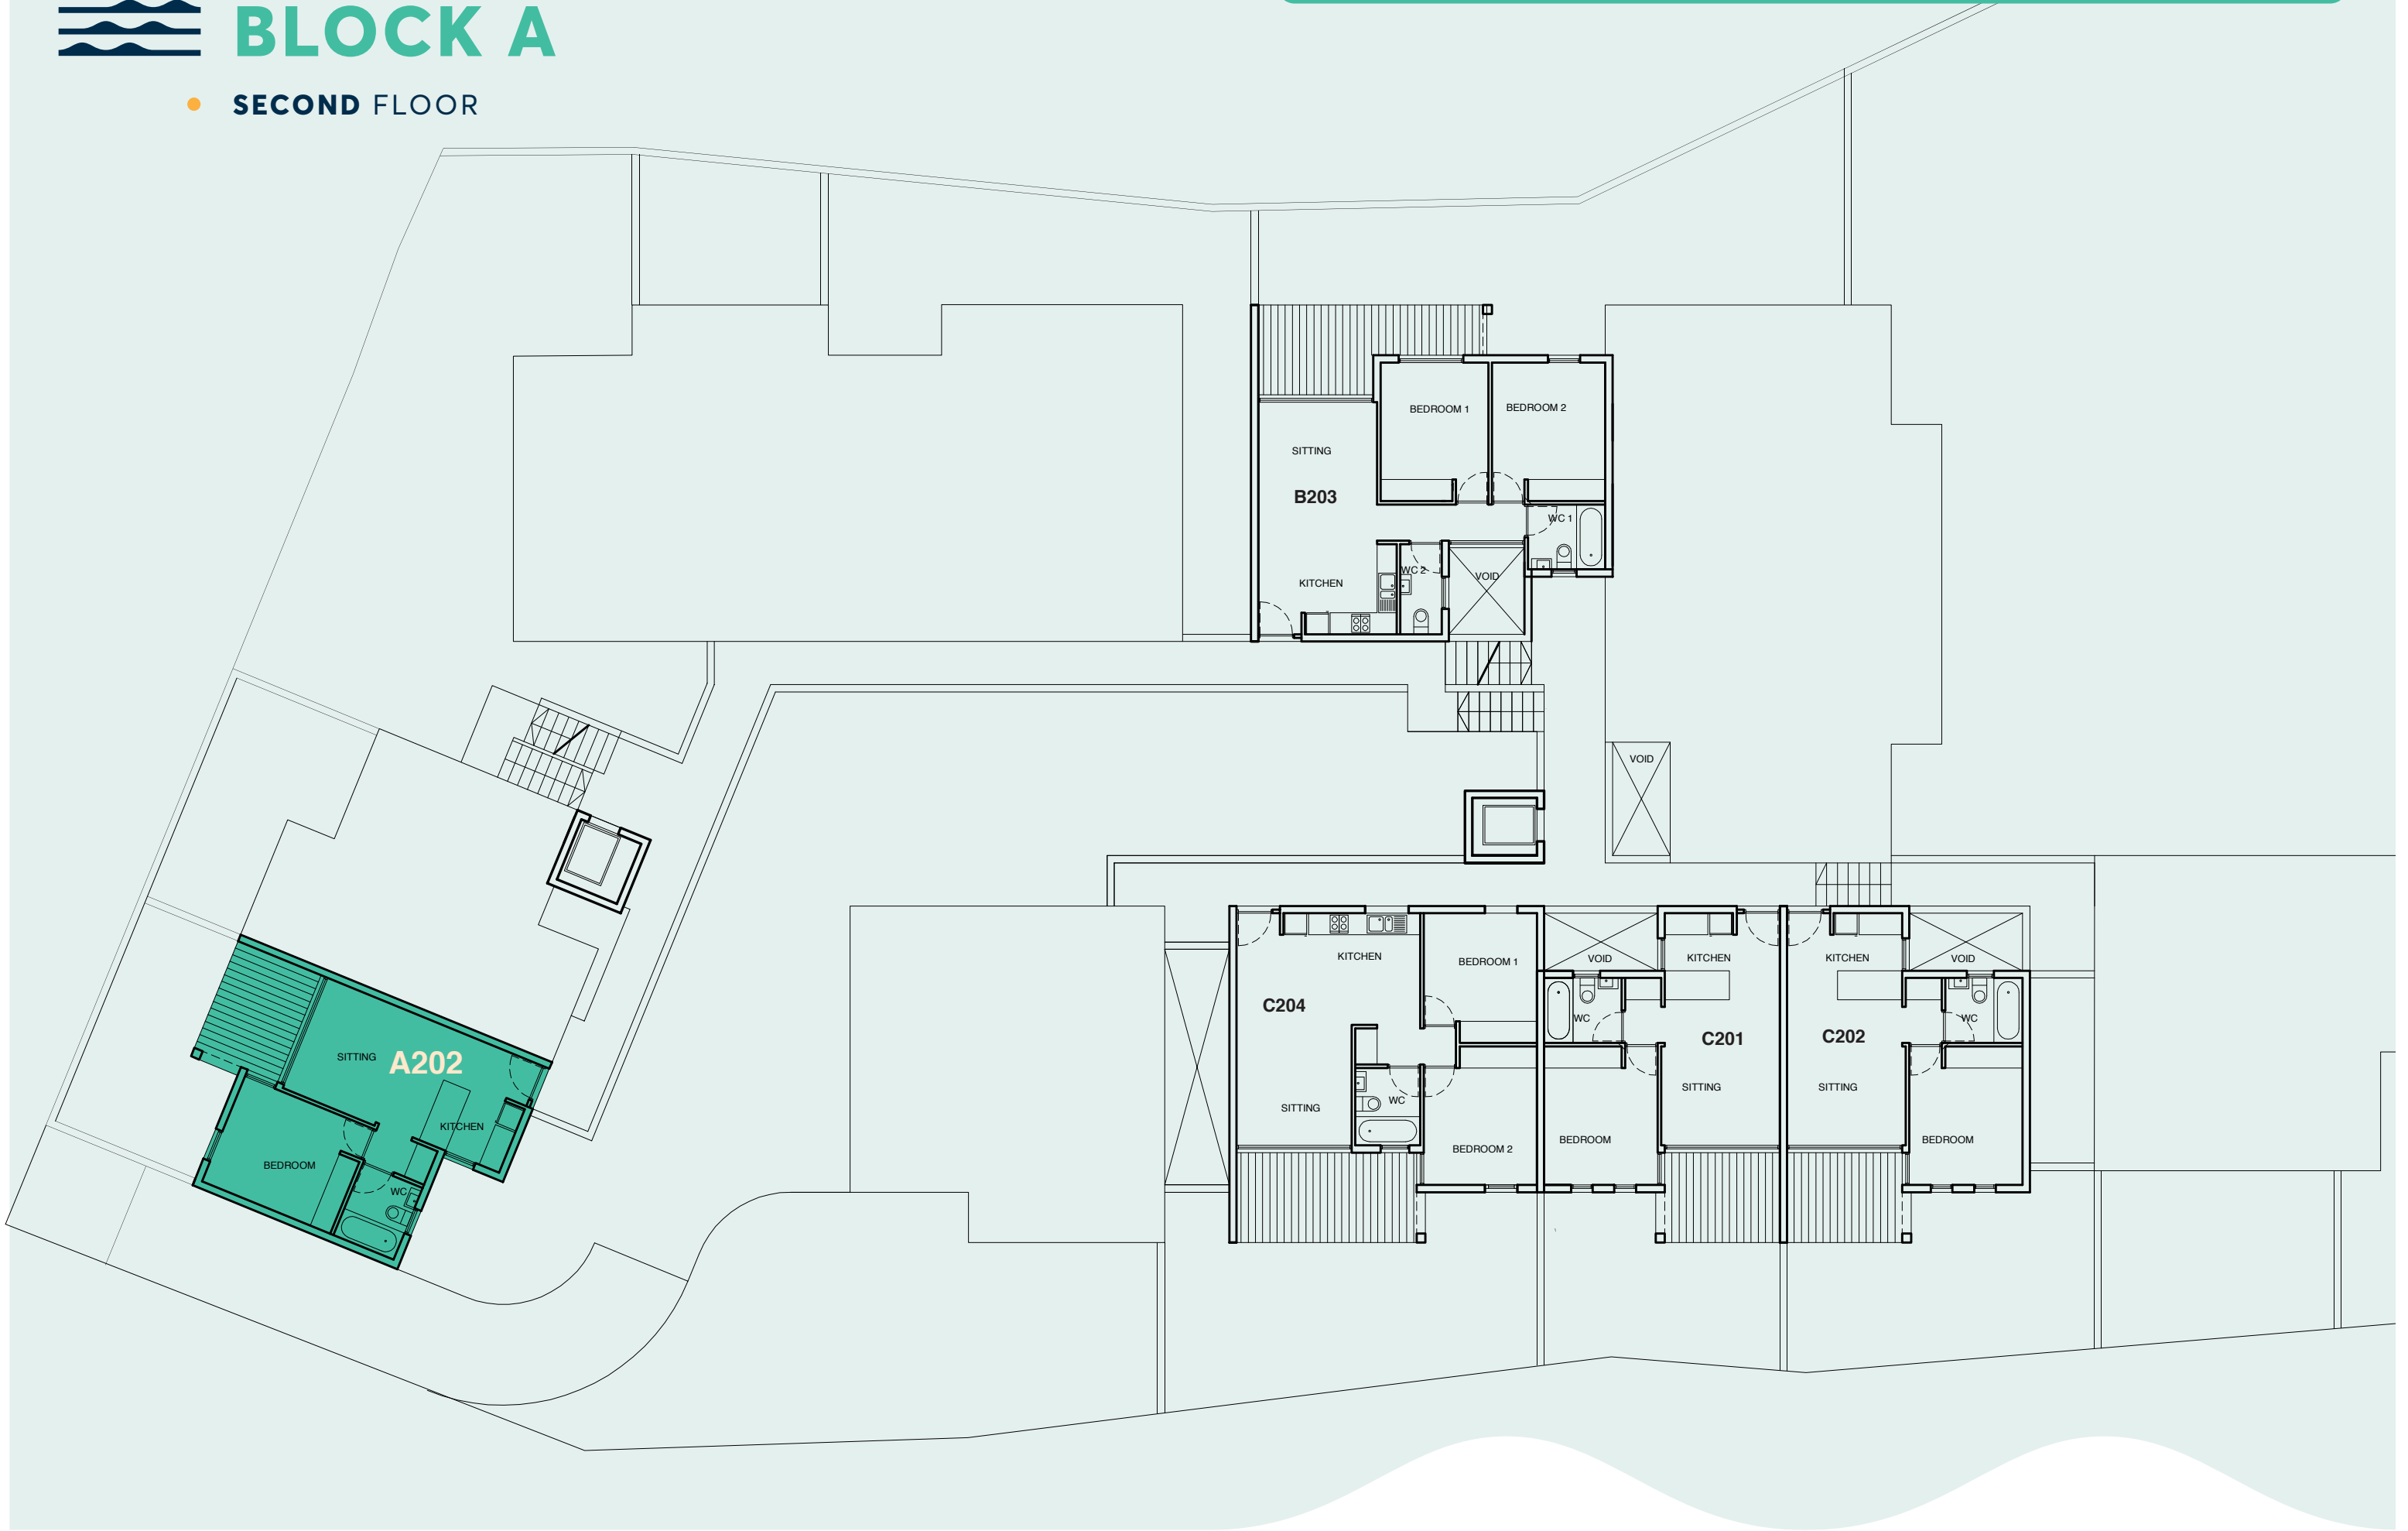 BLOCK A
SECOND FLOOR
BEDROOM 1
BEDROOM 2
SITTING
B203
WC 1
WC 2
VOID
KITCHEN
VOID
KITCHEN
BEDROOM 1
C204
SITTING
WC
BEDROOM 2
VOID
KITCHEN
WC
C201
SITTING
BEDROOM
KITCHEN
VOID
WC
C202
SITTING
BEDROOM
SITTING
A202
KITCHEN
BEDROOM
WC